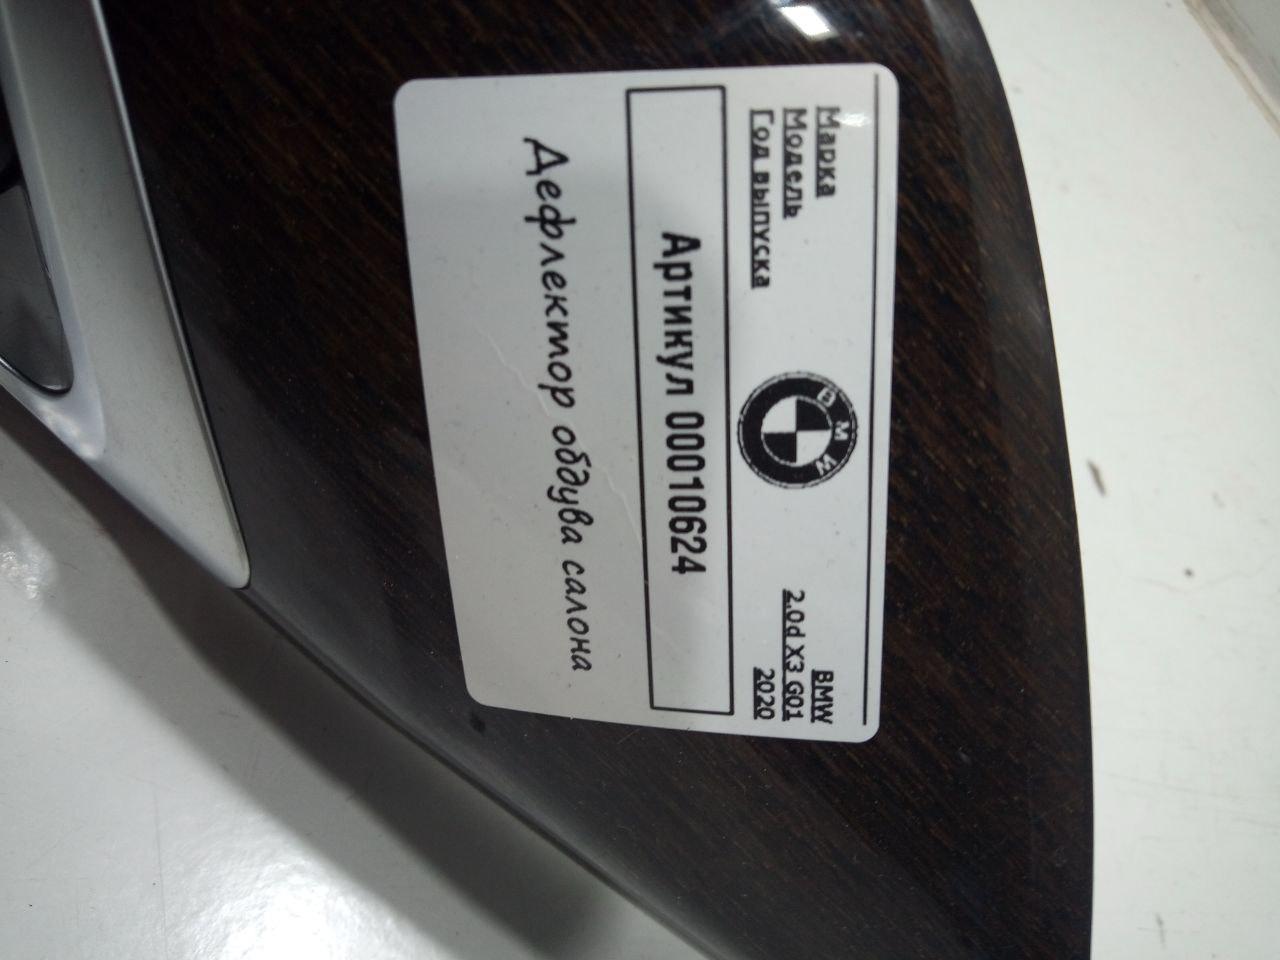 Марка BMW
Модель 2.0d X3 G01
Год выпуска 2020
BMW
Артикул 00010624
Дефлектор обдува салона